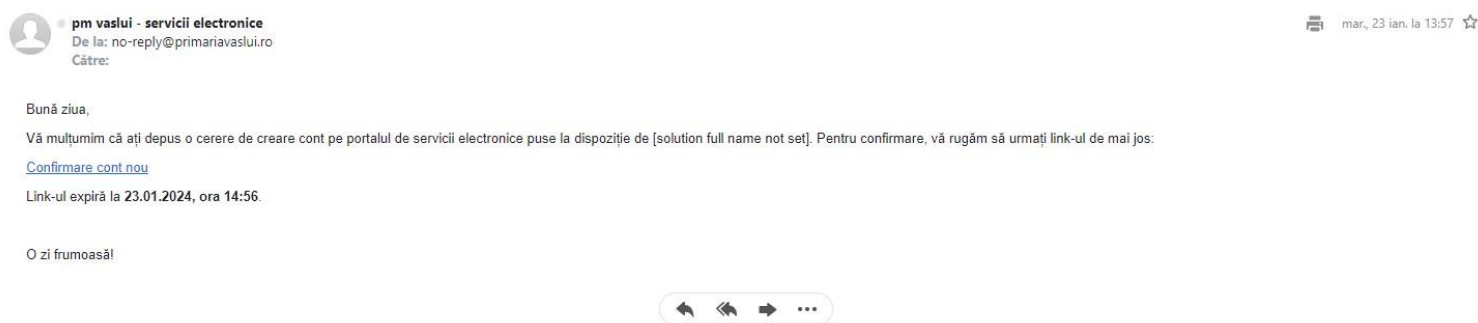 pm vaslui - servicii electronice
De la: no-reply@primariavaslui.ro
Către:
mar., 23 ian. la 13:57
Bună ziua,
Vă mulțumim că ați depus o cerere de creare cont pe portalul de servicii electronice puse la dispoziție de [solution full name not set]. Pentru confirmare, vă rugăm să urmați link-ul de mai jos:
Confirmare cont nou
Link-ul expiră la 23.01.2024, ora 14:56.
O zi frumoasă!